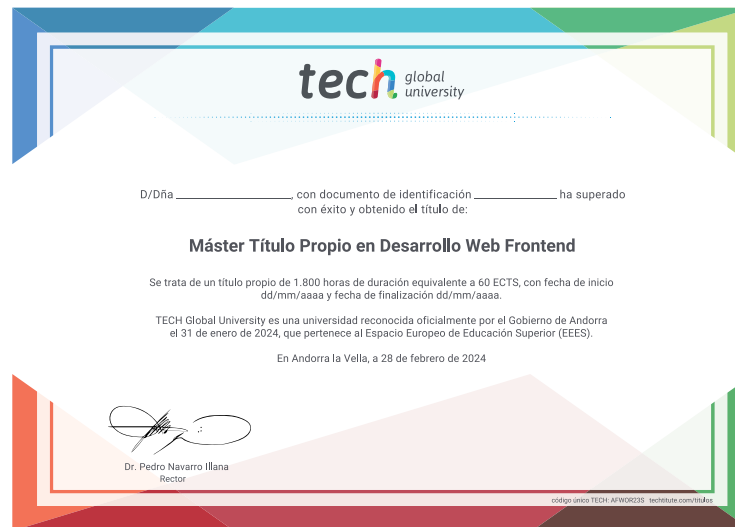 tech global
university
D/Dña ____________________, con documento de identificación ______________ ha superado
con éxito y obtenido el título de:
Máster Título Propio en Desarrollo Web Frontend
Se trata de un título propio de 1.800 horas de duración equivalente a 60 ECTS, con fecha de inicio
dd/mm/aaaa y fecha de finalización dd/mm/aaaa.
TECH Global University es una universidad reconocida oficialmente por el Gobierno de Andorra
el 31 de enero de 2024, que pertenece al Espacio Europeo de Educación Superior (EEES).
En Andorra la Vella, a 28 de febrero de 2024
Dr. Pedro Navarro Illana
Rector
código único TECH: AFWOR23S techtitute.com/titulos